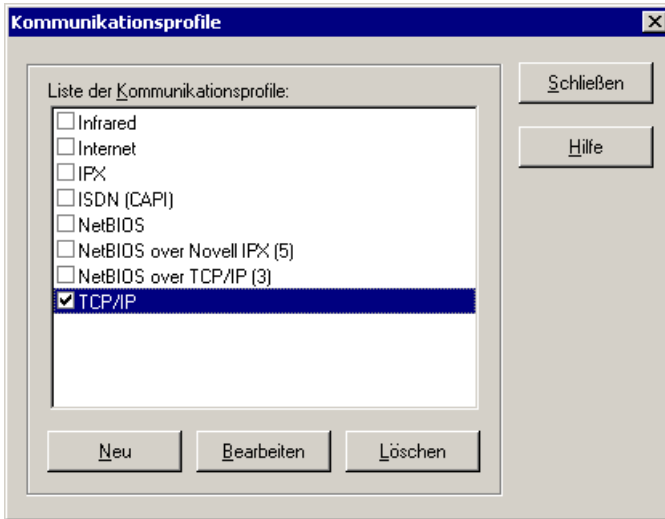 Kommunikationsprofile
Liste der Kommunikationsprofile:
Infrared
Internet
IPX
ISDN (CAPI)
NetBIOS
NetBIOS over Novell IPX (5)
NetBIOS over TCP/IP (3)
TCP/IP
Neu
Bearbeiten
Löschen
Schließen
Hilfe